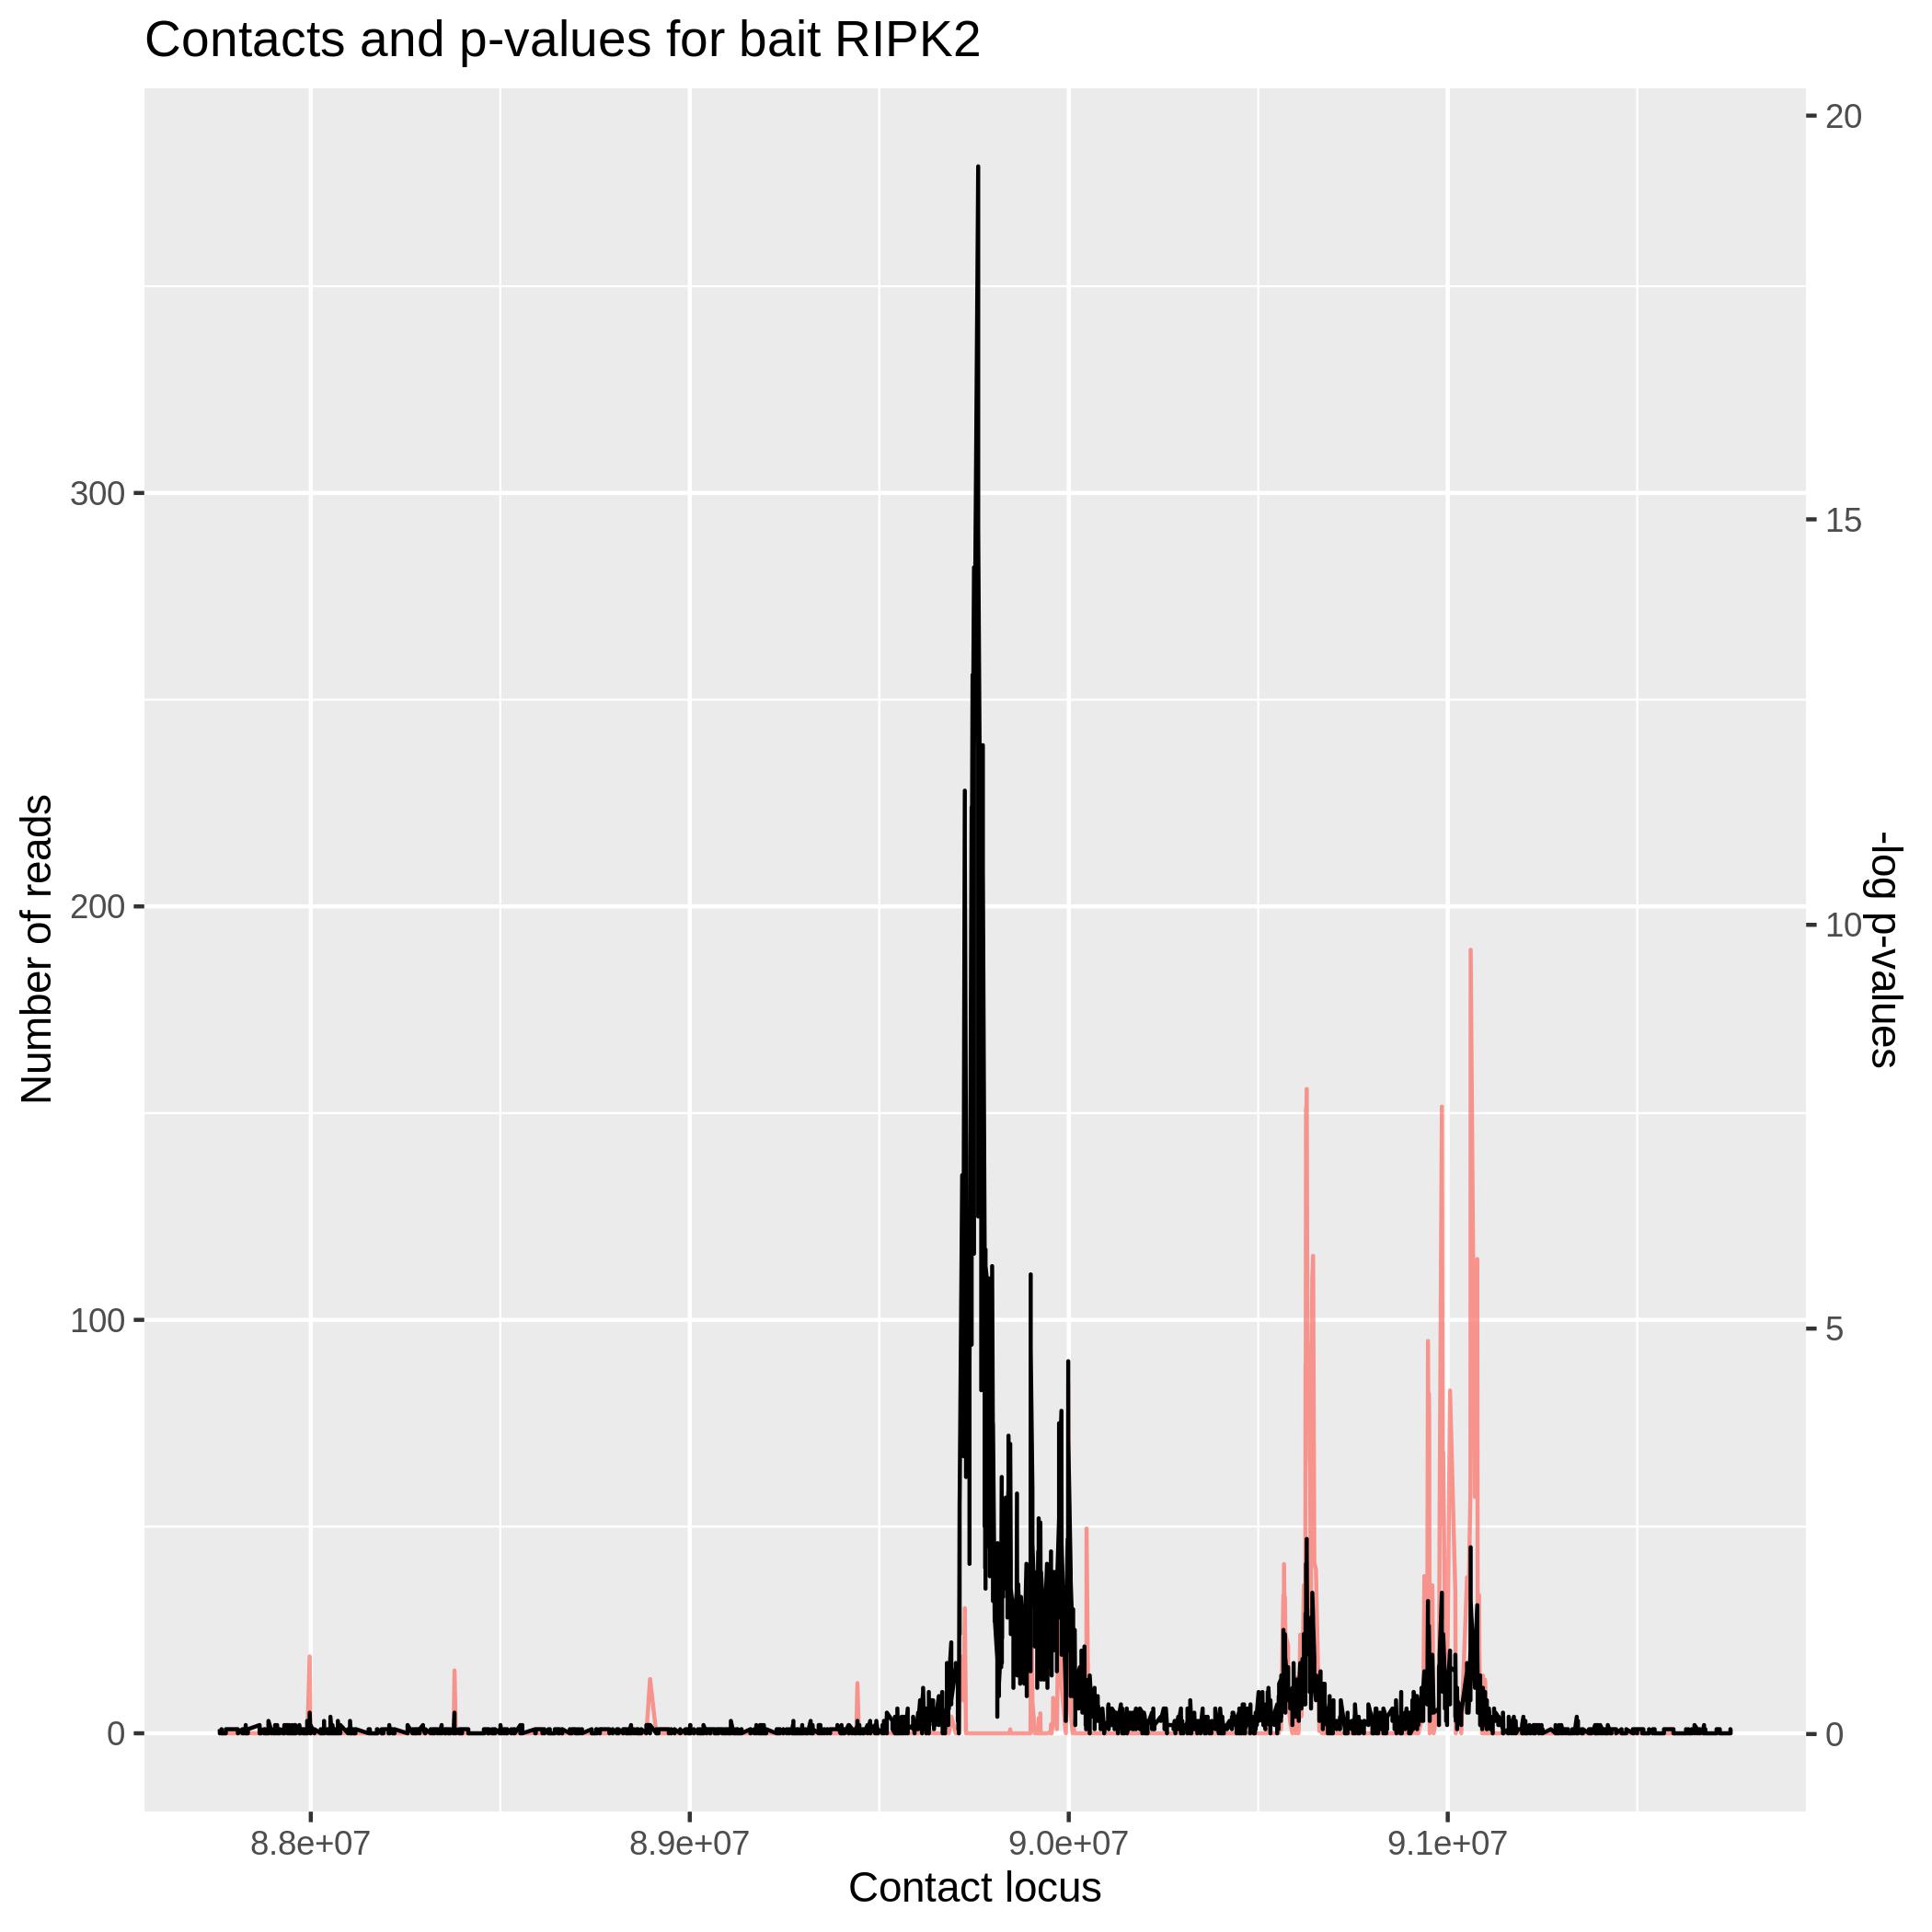 Contacts and p-values for bait RIPK2
Number of reads
300
200
100
0
20
15
10
5
0
-log p-values
8.8e+07
8.9e+07
9.0e+07
9.1e+07
Contact locus